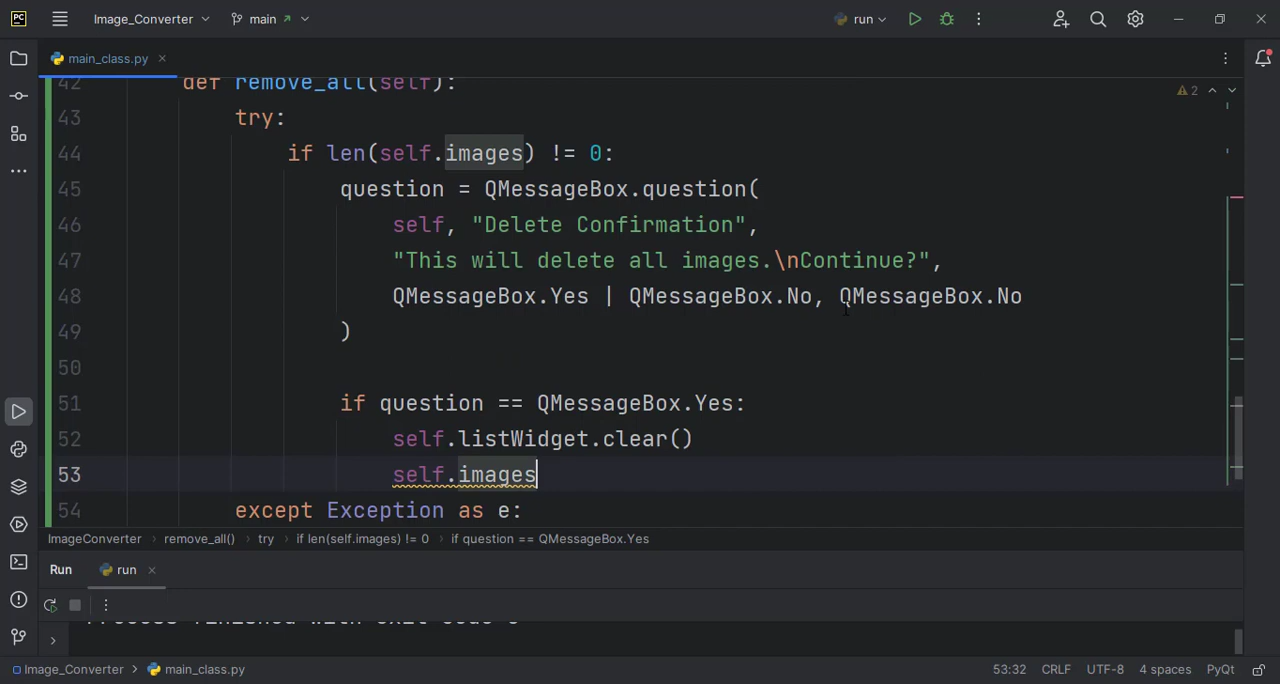 PC Image_Converter main run
main_class.py
42 def remove_all(self):
2
43 try:
44 if len(self.images) != 0:
45 question = QMessageBox.question(
46 self, "Delete Confirmation",
47 "This will delete all images.\nContinue?",
48 QMessageBox.Yes | QMessageBox.No, QMessageBox.No
49 )
50
51 if question == QMessageBox.Yes:
52 self.listWidget.clear()
53 self.images
54 except Exception as e:
ImageConverter › remove_all() › try › if len(self.images) != 0 › if question == QMessageBox.Yes
Run run
Image_Converter › main_class.py 53:32 CRLF UTF-8 4 spaces PyQt